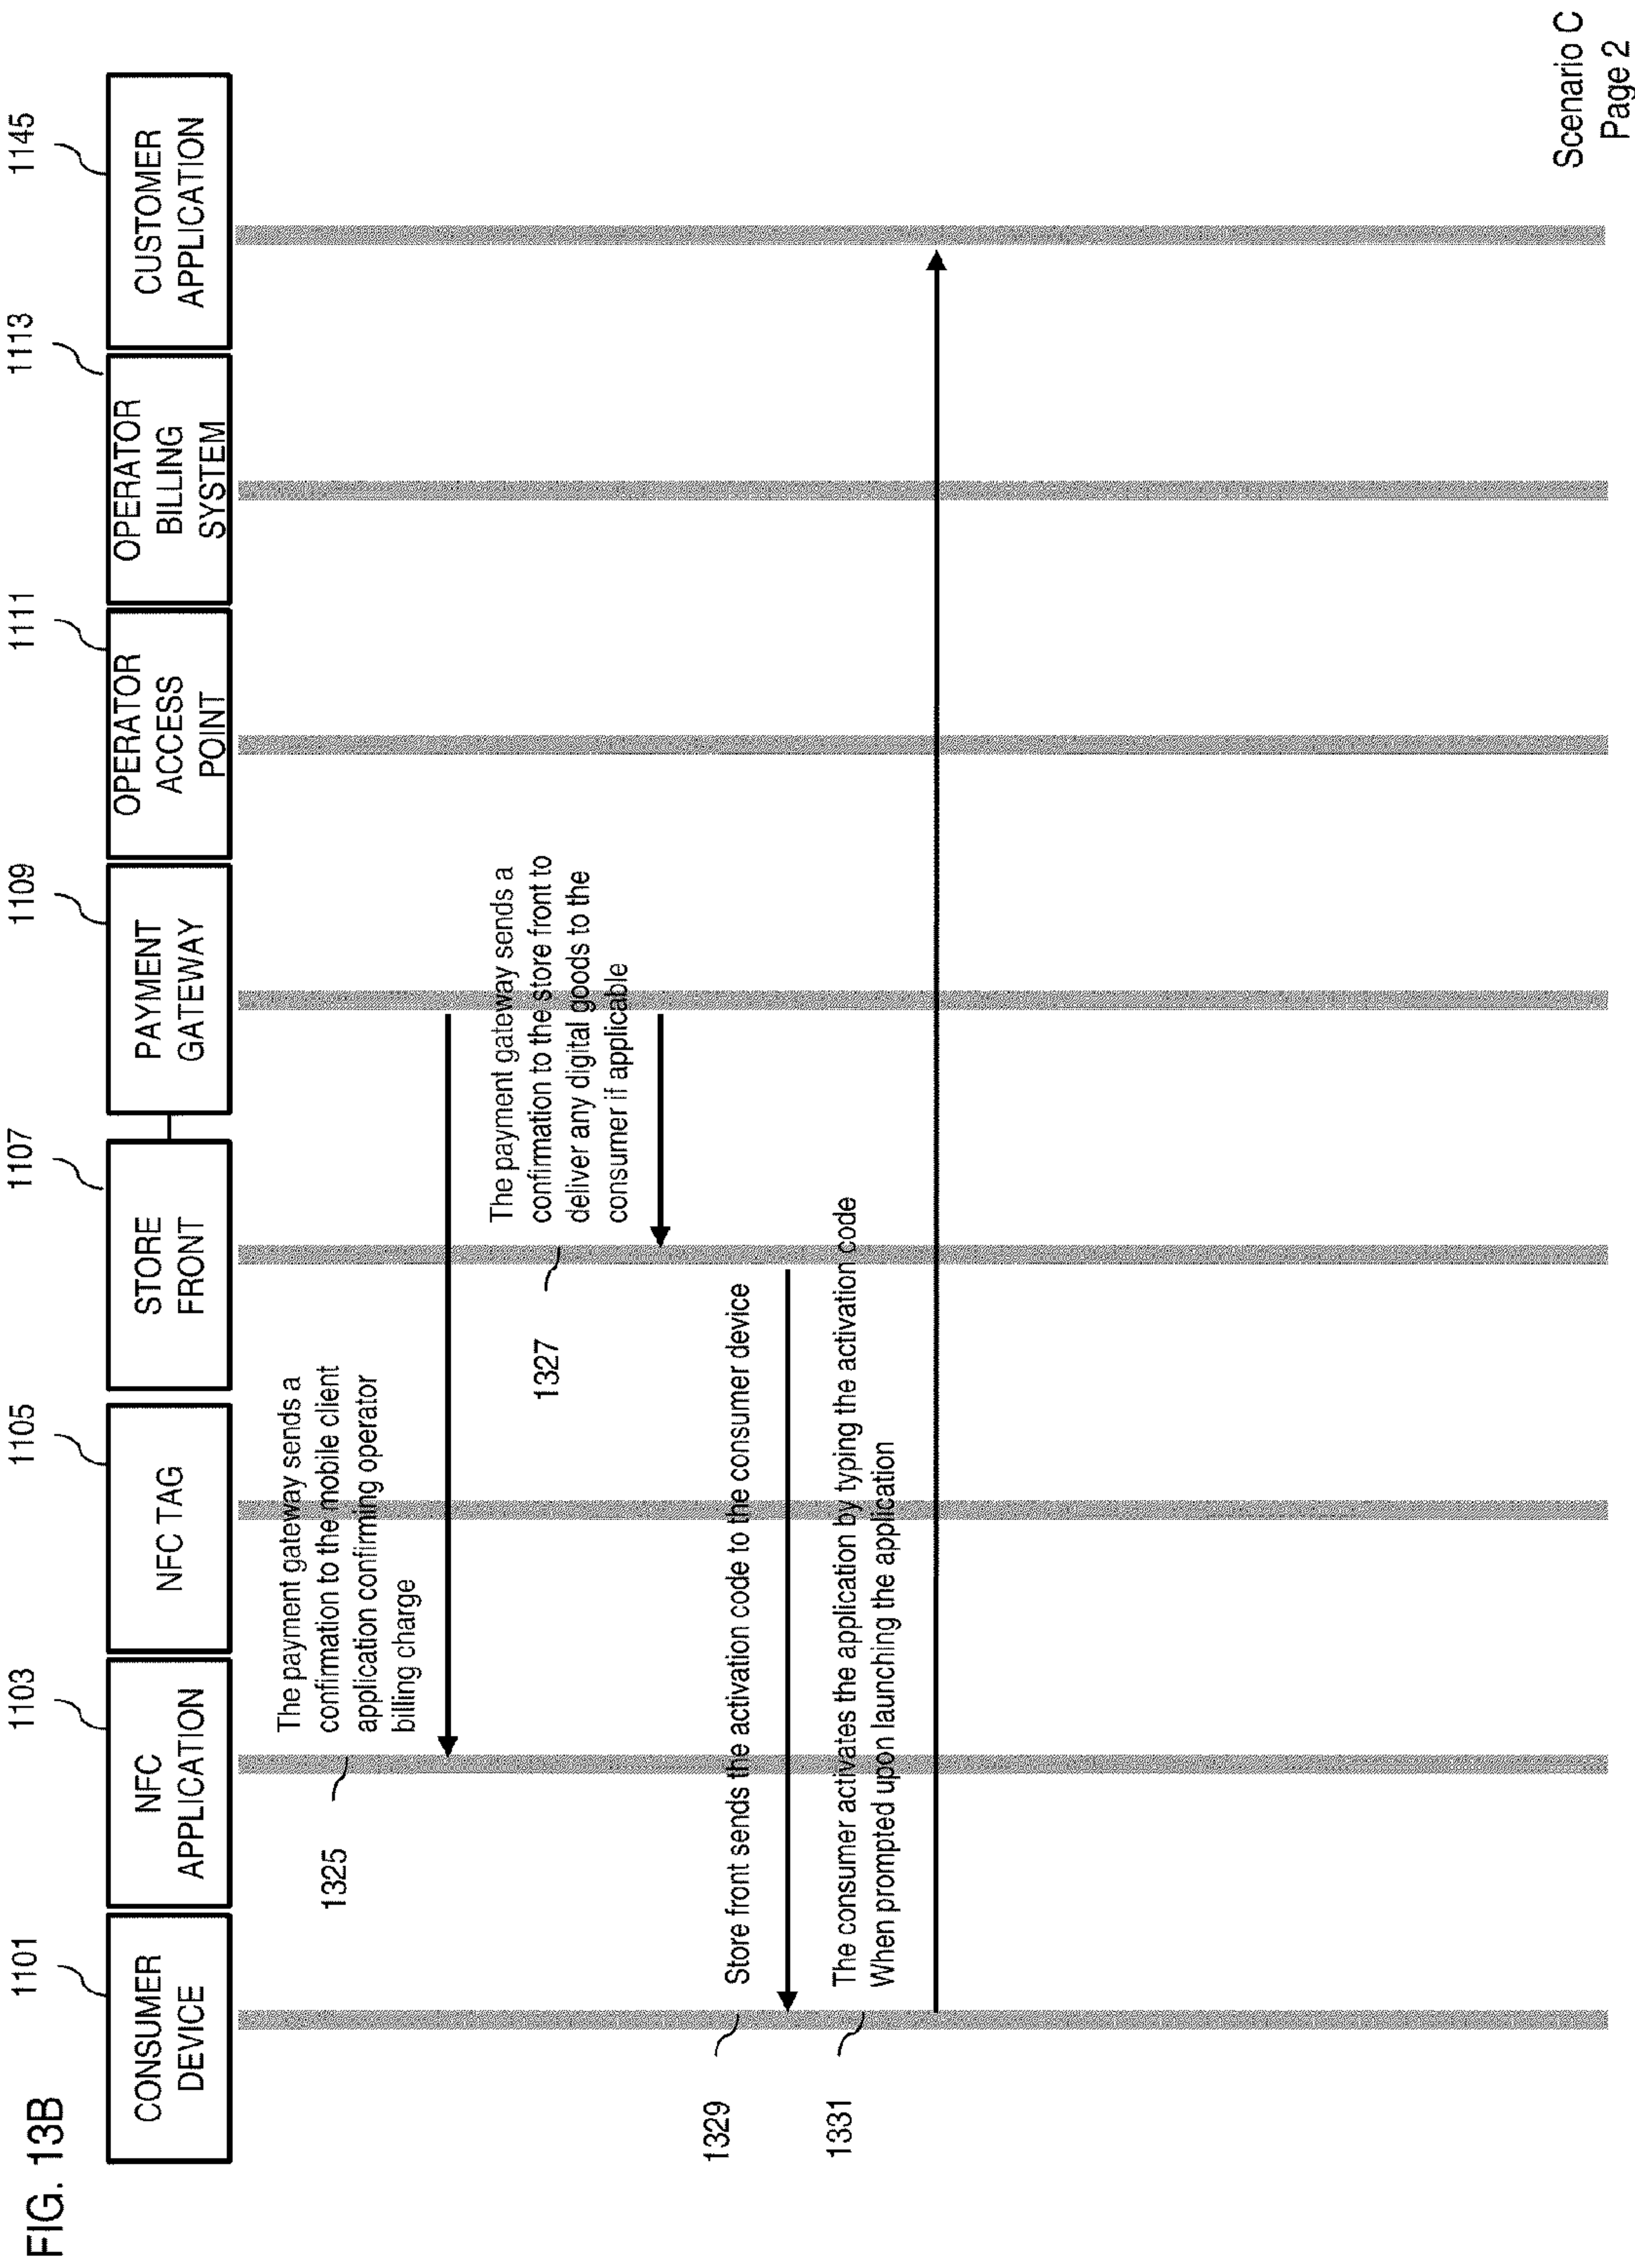 FIG. 13B
1101
1103
1105
1107
1109
1111
1113
1145
CONSUMER
DEVICE
NFC
APPLICATION
NFC TAG
STORE
FRONT
PAYMENT
GATEWAY
OPERATOR
ACCESS
POINT
OPERATOR
BILLING
SYSTEM
CUSTOMER
APPLICATION
1325
The payment gateway sends a
confirmation to the mobile client
application confirming operator
billing charge
1327
The payment gateway sends a
confirmation to the store front to
deliver any digital goods to the
consumer if applicable
1329
Store front sends the activation code to the consumer device
1331
The consumer activates the application by typing the activation code
When prompted upon launching the application
Scenario C
Page 2